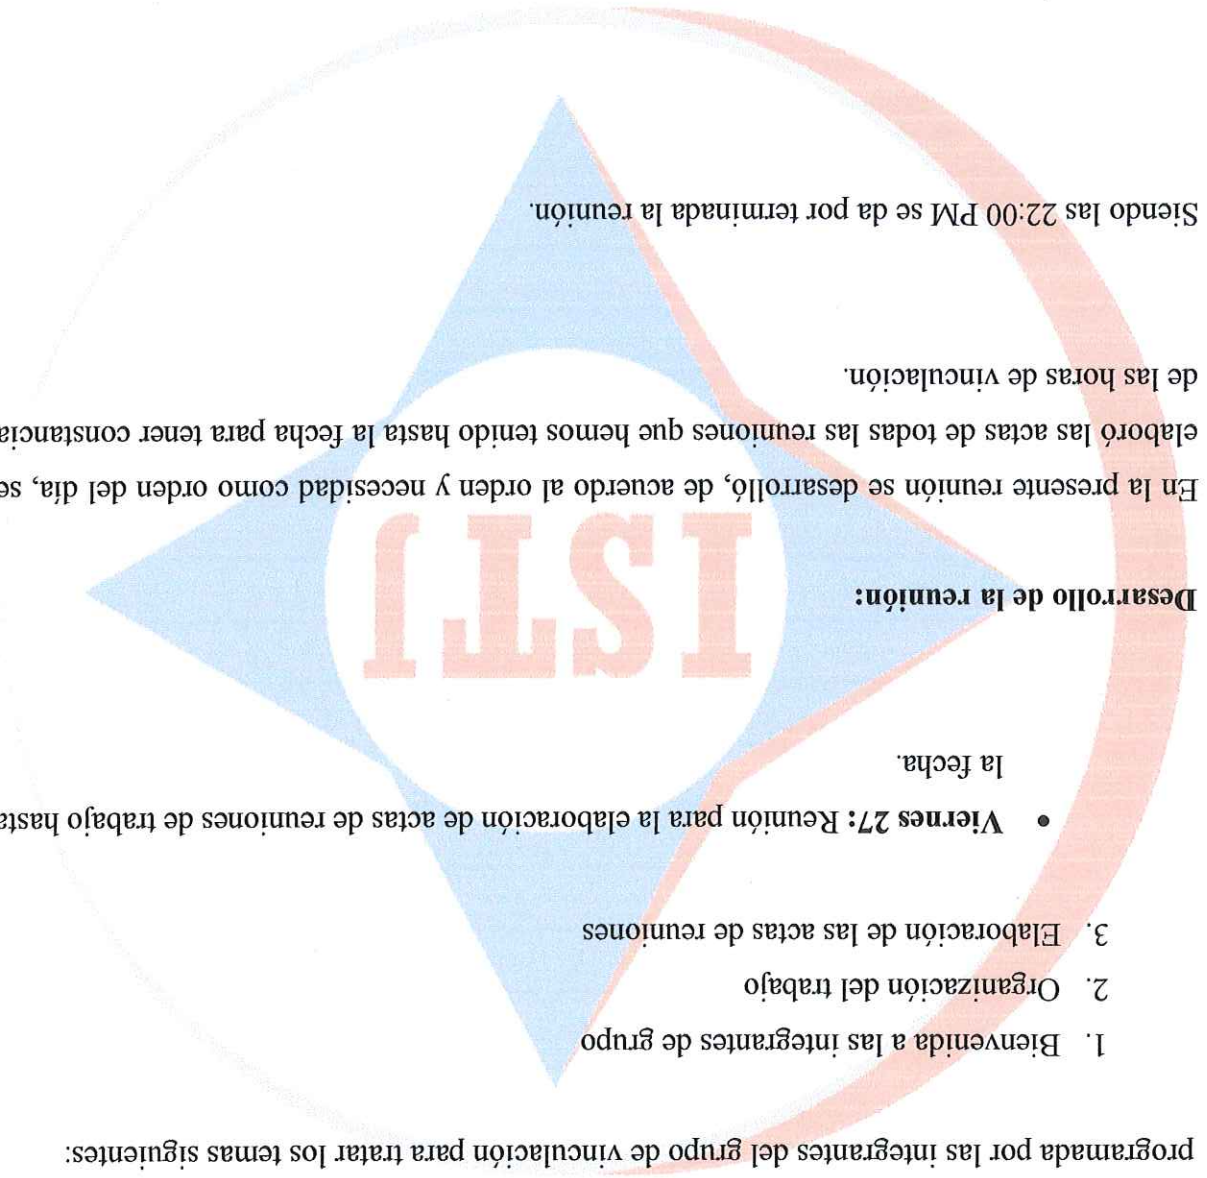 programada por las integrantes del grupo de vinculación para tratar los temas siguientes:
1. Bienvenida a las integrantes de grupo
2. Organización del trabajo
3. Elaboración de las actas de reuniones
• Viernes 27: Reunión para la elaboración de actas de reuniones de trabajo hasta
la fecha.
Desarrollo de la reunión:
En la presente reunión se desarrolló, de acuerdo al orden y necesidad como orden del día, se
elaboró las actas de todas las reuniones que hemos tenido hasta la fecha para tener constancia
de las horas de vinculación.
Siendo las 22:00 PM se da por terminada la reunión.
ISTJ